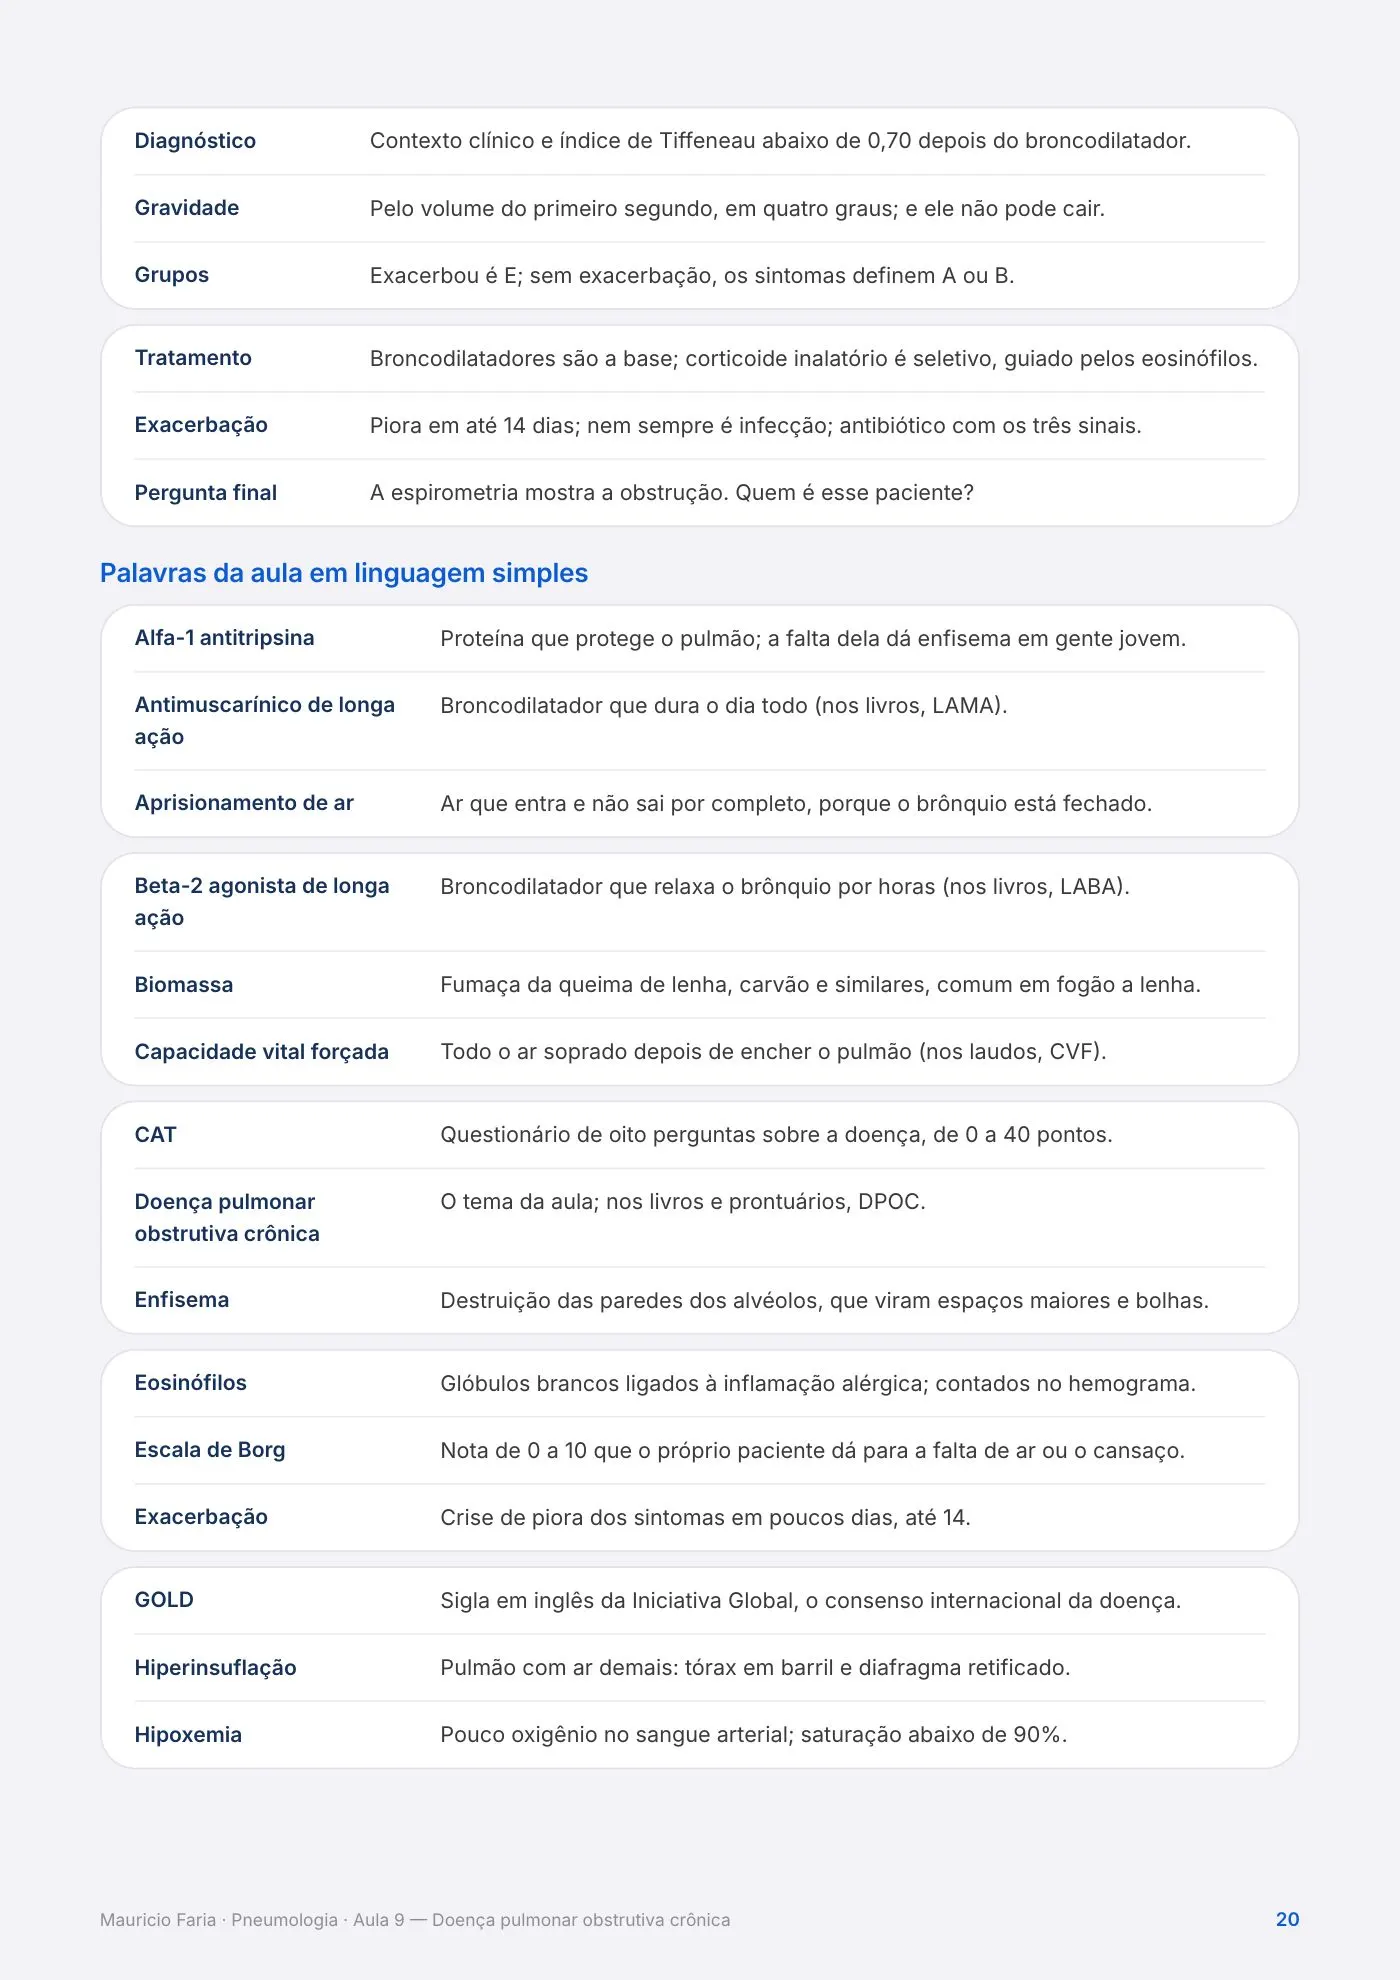 Diagnóstico Contexto clínico e índice de Tiffeneau abaixo de 0,70 depois do broncodilatador.
Gravidade Pelo volume do primeiro segundo, em quatro graus; e ele não pode cair.
Grupos Exacerbou é E; sem exacerbação, os sintomas definem A ou B.
Tratamento Broncodilatadores são a base; corticoide inalatório é seletivo, guiado pelos eosinófilos.
Exacerbação Piora em até 14 dias; nem sempre é infecção; antibiótico com os três sinais.
Pergunta final A espirometria mostra a obstrução. Quem é esse paciente?
Palavras da aula em linguagem simples
Alfa-1 antitripsina Proteína que protege o pulmão; a falta dela dá enfisema em gente jovem.
Antimuscarínico de longa Broncodilatador que dura o dia todo (nos livros, LAMA).
ação
Aprisionamento de ar Ar que entra e não sai por completo, porque o brônquio está fechado.
Beta-2 agonista de longa Broncodilatador que relaxa o brônquio por horas (nos livros, LABA).
ação
Biomassa Fumaça da queima de lenha, carvão e similares, comum em fogão a lenha.
Capacidade vital forçada Todo o ar soprado depois de encher o pulmão (nos laudos, CVF).
CAT Questionário de oito perguntas sobre a doença, de 0 a 40 pontos.
Doença pulmonar O tema da aula; nos livros e prontuários, DPOC.
obstrutiva crônica
Enfisema Destruição das paredes dos alvéolos, que viram espaços maiores e bolhas.
Eosinófilos Glóbulos brancos ligados à inflamação alérgica; contados no hemograma.
Escala de Borg Nota de 0 a 10 que o próprio paciente dá para a falta de ar ou o cansaço.
Exacerbação Crise de piora dos sintomas em poucos dias, até 14.
GOLD Sigla em inglês da Iniciativa Global, o consenso internacional da doença.
Hiperinsuflação Pulmão com ar demais: tórax em barril e diafragma retificado.
Hipoxemia Pouco oxigênio no sangue arterial; saturação abaixo de 90%.
Mauricio Faria · Pneumologia · Aula 9 — Doença pulmonar obstrutiva crônica 20